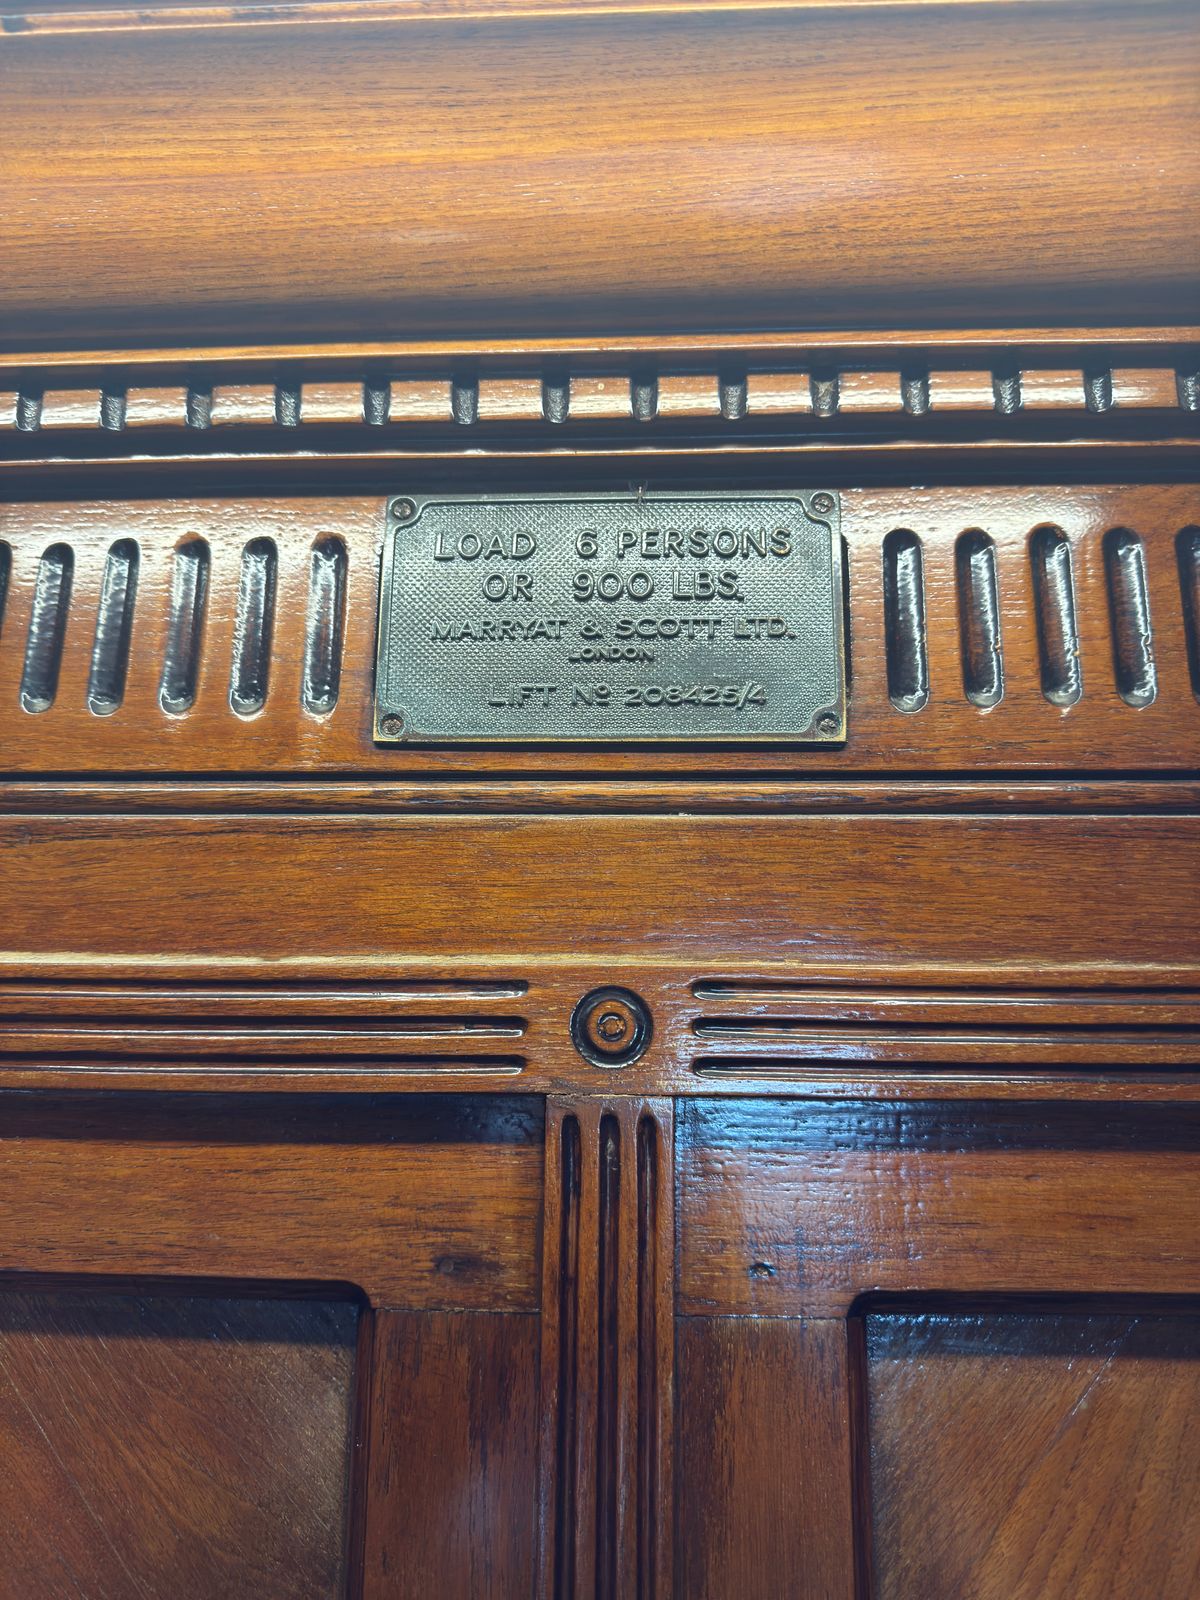 LOAD 6 PERSONS
OR 900 LBS.
MARRYAT & SCOTT LTD.
LONDON
LIFT Nº 208425/4